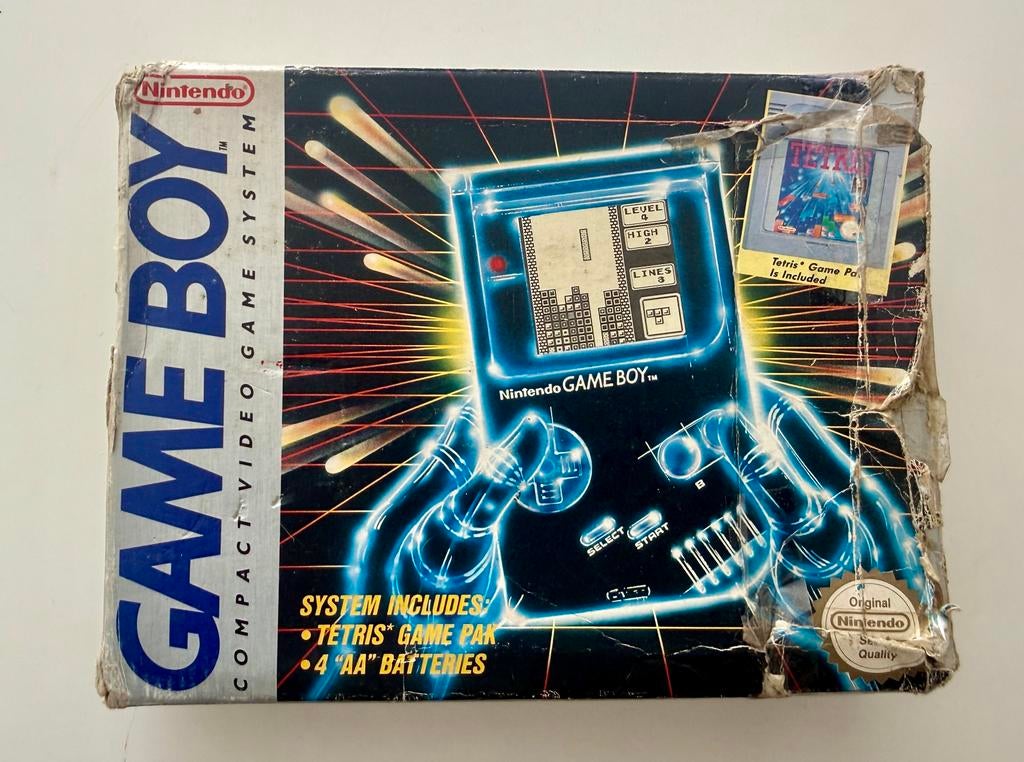 Nintendo
GAME BOY™
COMPACT VIDEO GAME SYSTEM
TETRIS
Tetris* Game Pa
Is Included
LEVEL
4
HIGH
2
LINES
3
Nintendo GAME BOY™
B
SELECT
START
SYSTEM INCLUDES:
• TETRIS* GAME PAK
• 4 "AA" BATTERIES
Original
Nintendo
Quality